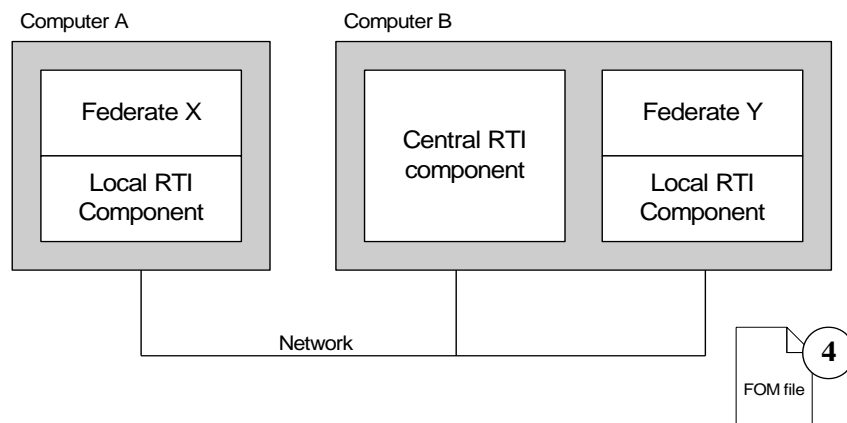 Computer A
Computer B
Federate X
Local RTI
Component
Central RTI
component
Federate Y
Local RTI
Component
Network
4
FOM file